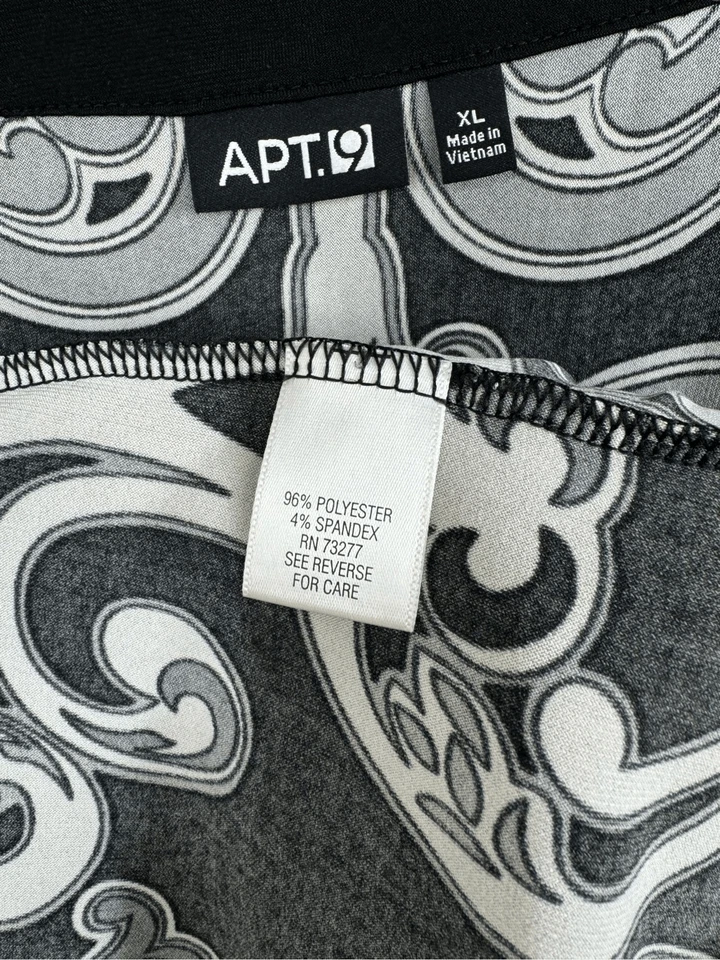 APT.9
XL
Made in
Vietnam
96% POLYESTER
4% SPANDEX
RN 73277
SEE REVERSE
FOR CARE